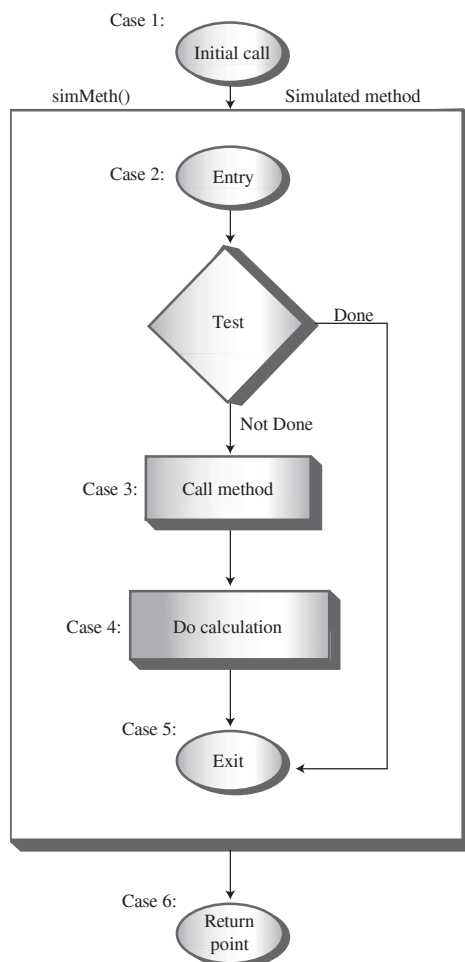 Case 1:
Initial call
simMeth()
Simulated method
Case 2:
Entry
Test
Done
Not Done
Case 3:
Call method
Case 4:
Do calculation
Case 5:
Exit
Case 6:
Return
point